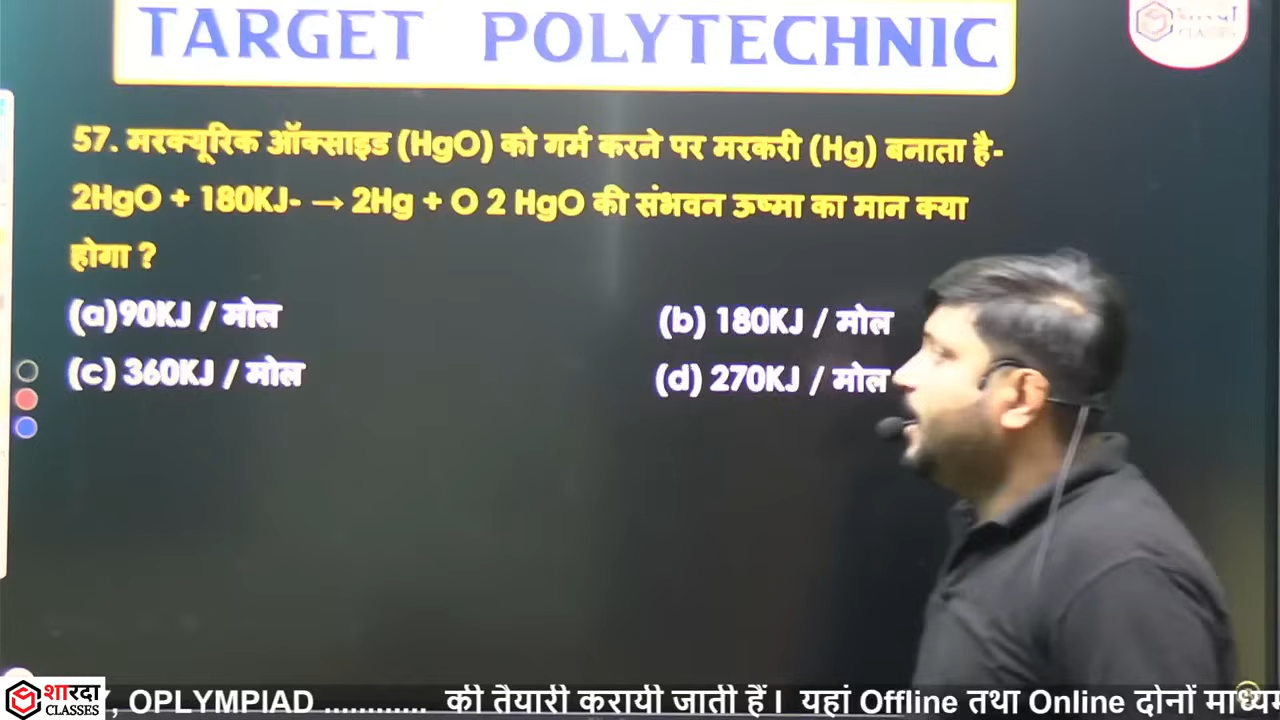 TARGET POLYTECHNIC
57. मरक्यूरिक ऑक्साइड (HgO) को गर्म करने पर मरकरी (Hg) बनाता है-
2HgO + 180KJ- → 2Hg + O 2 HgO की संभवन ऊष्मा का मान क्या
होगा ?
(a)90KJ / मोल
(b) 180KJ / मोल
(c) 360KJ / मोल
(d) 270KJ / मोल
शारदा
CLASSES
, OPLYMPIAD ............ की तैयारी करायी जाती हैं। यहां Offline तथा Online दोनों